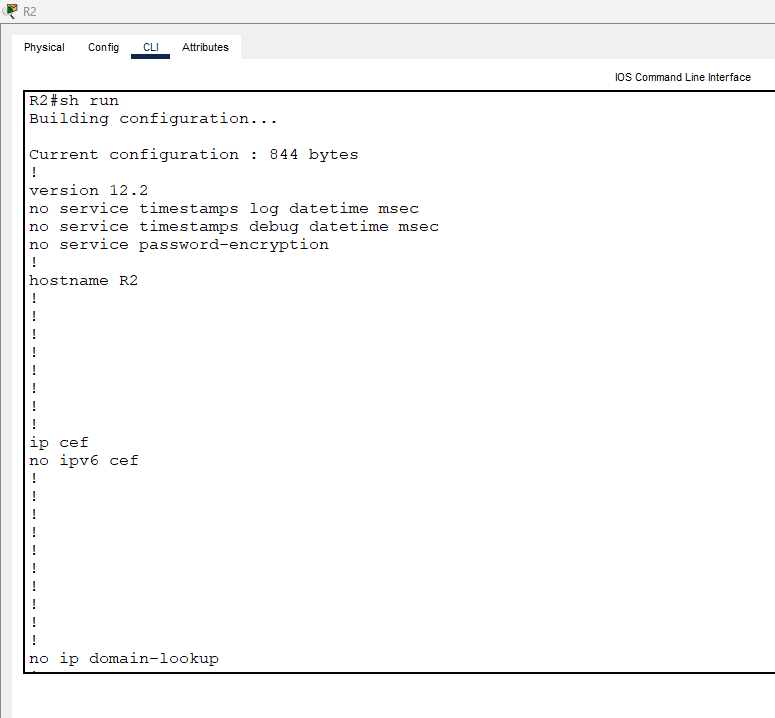 R2
Physical Config CLI Attributes
IOS Command Line Interface
R2#sh run
Building configuration...
Current configuration : 844 bytes
!
version 12.2
no service timestamps log datetime msec
no service timestamps debug datetime msec
no service password-encryption
!
hostname R2
!
!
!
!
!
!
!
!
ip cef
no ipv6 cef
!
!
!
!
!
!
!
!
!
!
no ip domain-lookup